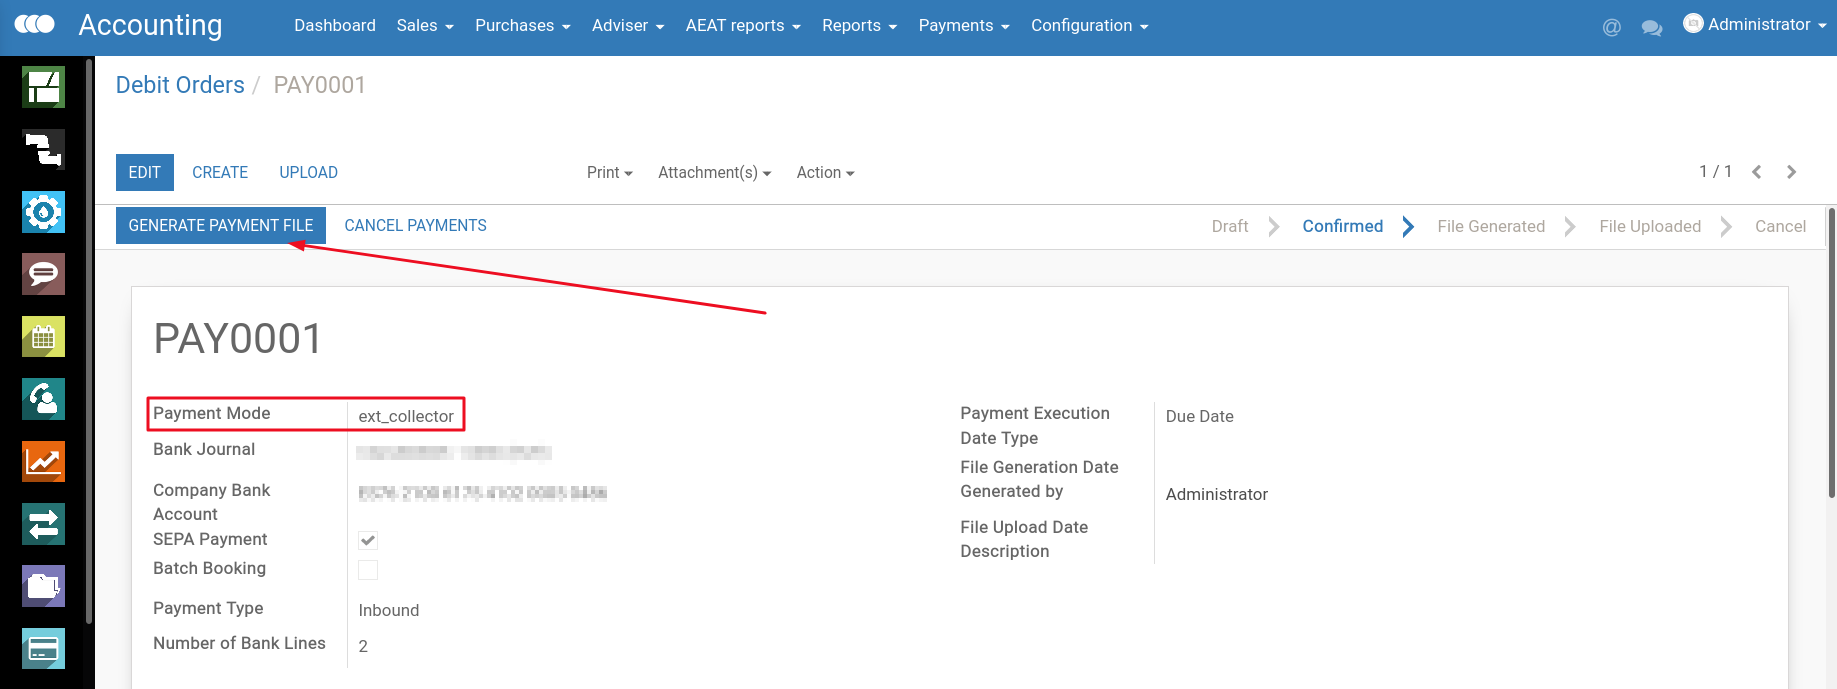 Accounting Dashboard Sales Purchases Adviser AEAT reports Reports Payments Configuration @ Administrator
Debit Orders / PAY0001
EDIT CREATE UPLOAD Print Attachment(s) Action 1 / 1
GENERATE PAYMENT FILE CANCEL PAYMENTS Draft Confirmed File Generated File Uploaded Cancel
PAY0001
Payment Mode ext_collector
Bank Journal
Company Bank
Account
SEPA Payment
Batch Booking
Payment Type Inbound
Number of Bank Lines 2
Payment Execution Due Date
Date Type
File Generation Date
Generated by Administrator
File Upload Date
Description